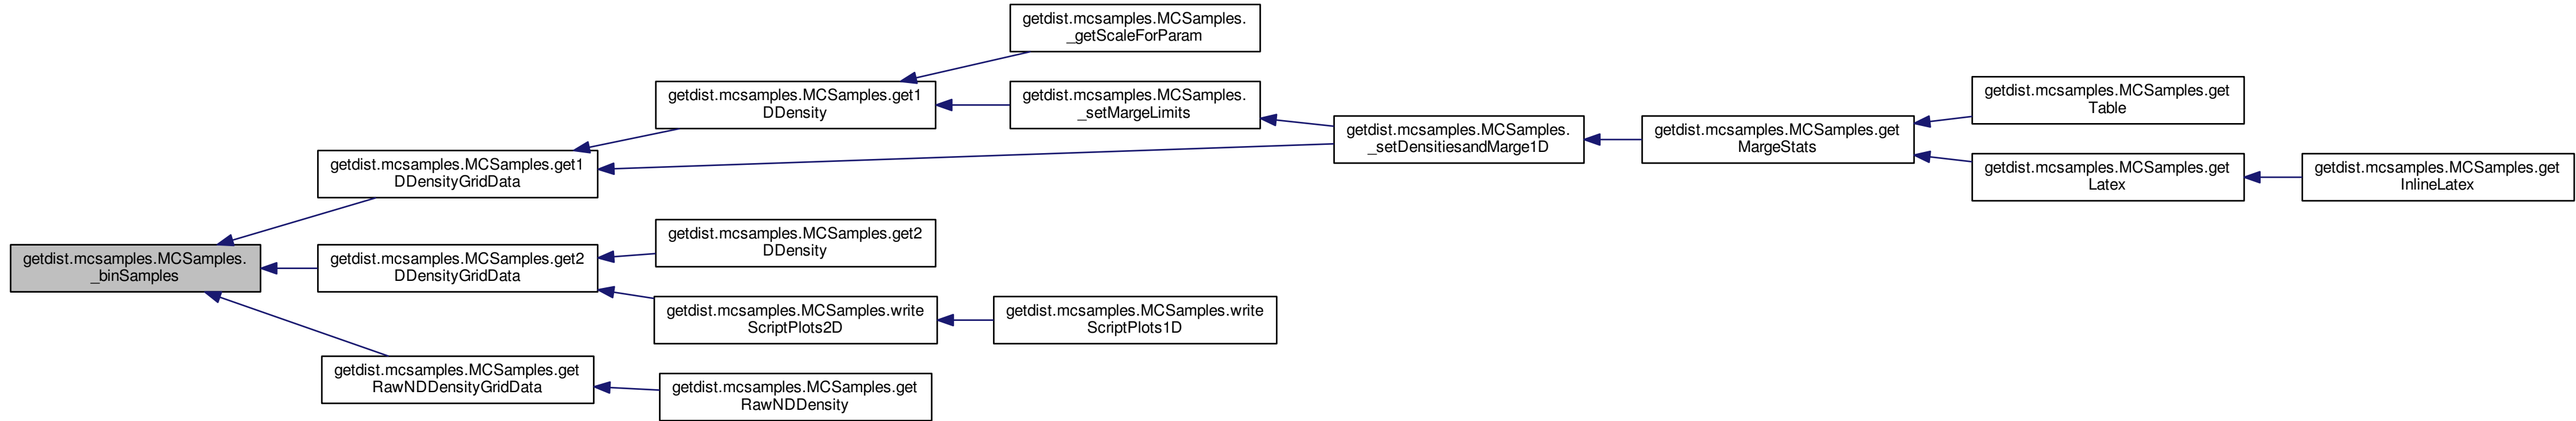 getdist.mcsamples.MCSamples.
_getScaleForParam
getdist.mcsamples.MCSamples.get1
DDensity
getdist.mcsamples.MCSamples.
_setMargeLimits
getdist.mcsamples.MCSamples.get
Table
getdist.mcsamples.MCSamples.
_setDensitiesandMarge1D
getdist.mcsamples.MCSamples.get
MargeStats
getdist.mcsamples.MCSamples.get1
DDensityGridData
getdist.mcsamples.MCSamples.get
Latex
getdist.mcsamples.MCSamples.get
InlineLatex
getdist.mcsamples.MCSamples.get2
DDensity
getdist.mcsamples.MCSamples.
_binSamples
getdist.mcsamples.MCSamples.get2
DDensityGridData
getdist.mcsamples.MCSamples.write
ScriptPlots2D
getdist.mcsamples.MCSamples.write
ScriptPlots1D
getdist.mcsamples.MCSamples.get
RawNDDensityGridData
getdist.mcsamples.MCSamples.get
RawNDDensity